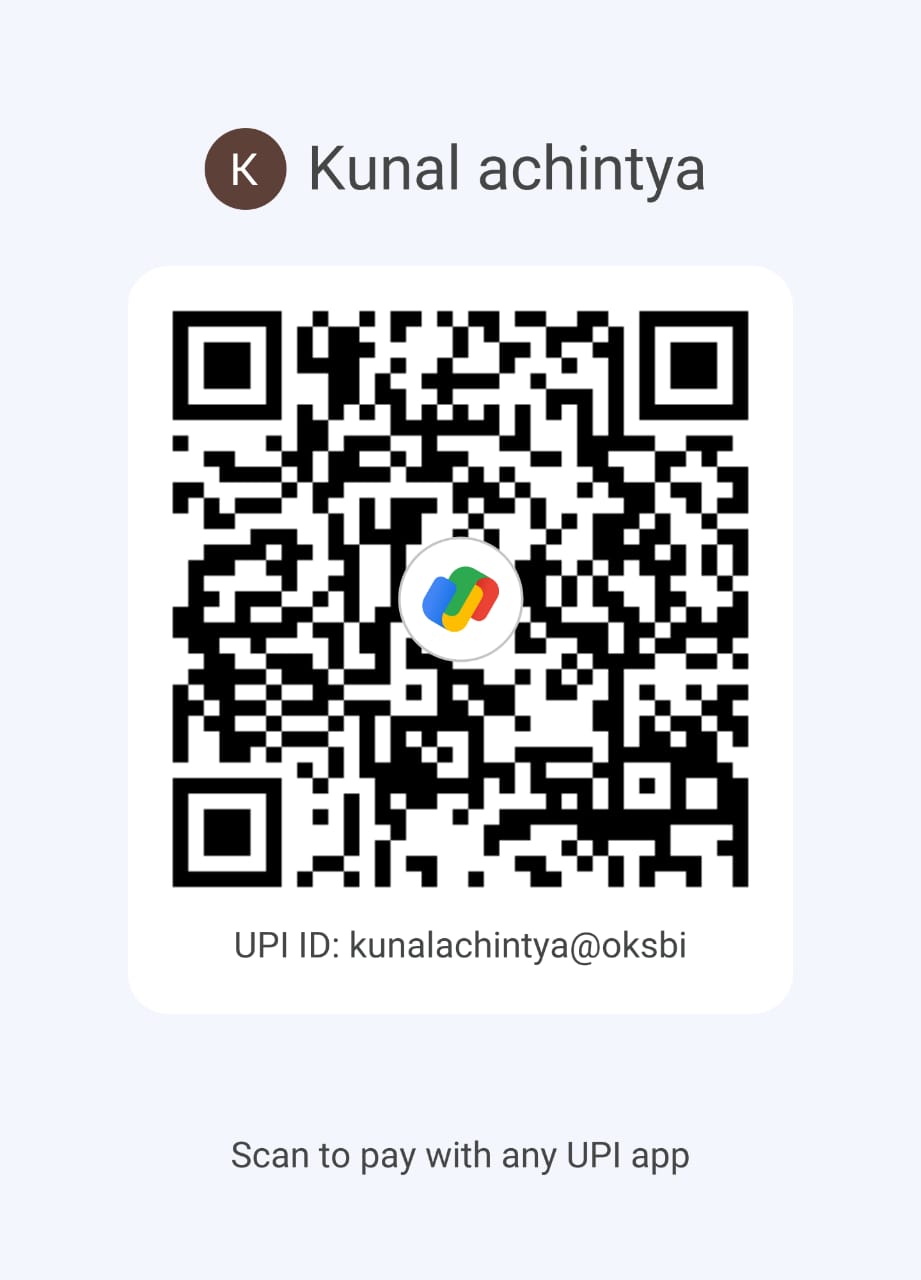 K Kunal achintya
UPI ID: kunalachintya@oksbi
Scan to pay with any UPI app